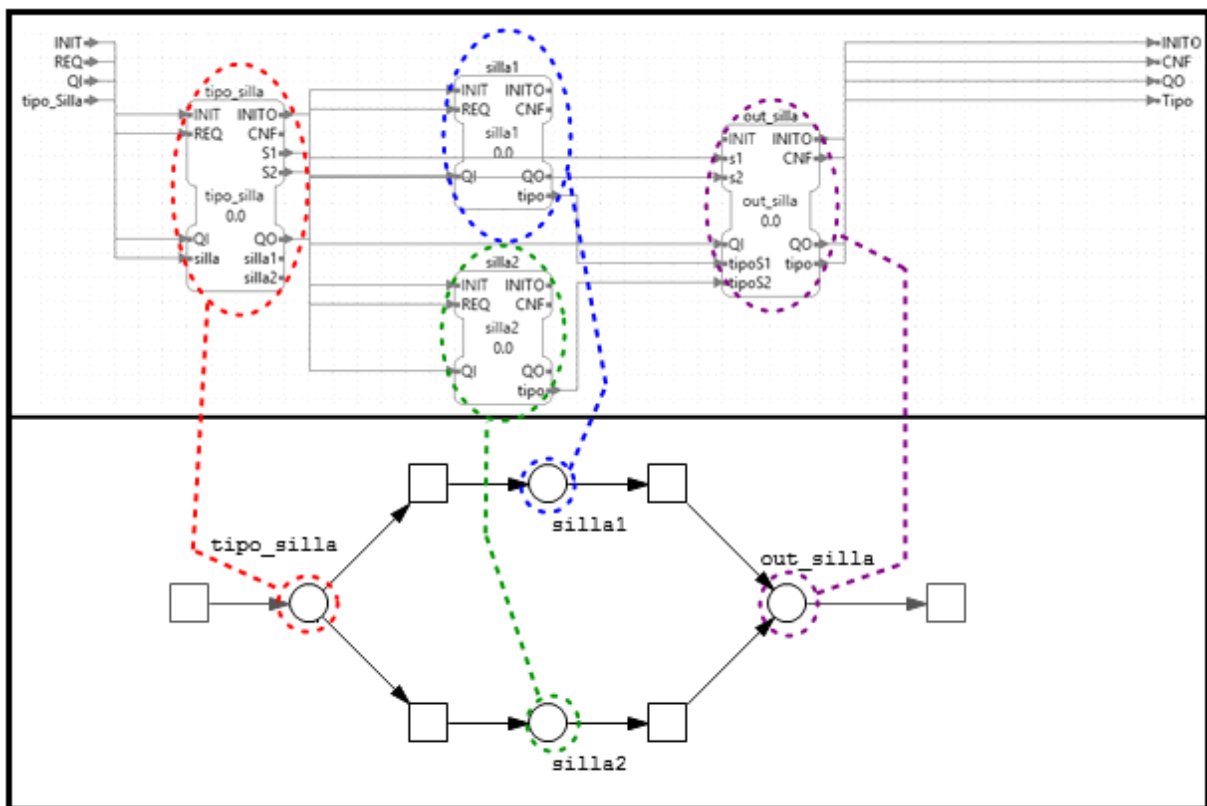 INIT
REQ
QI
tipo_Silla
tipo_silla
INIT INITO
REQ CNF
S1
S2
tipo_silla
0.0
QI QO
silla silla1
silla2
silla1
INIT INITO
REQ CNF
silla1
0.0
QI QO
tipo
silla2
INIT INITO
REQ CNF
silla2
0.0
QI QO
tipo
out_silla
INIT INITO
s1 CNF
s2
out_silla
0.0
QI QO
tipoS1 tipo
tipoS2
INITO
CNF
QO
Tipo
tipo_silla
silla1
out_silla
silla2